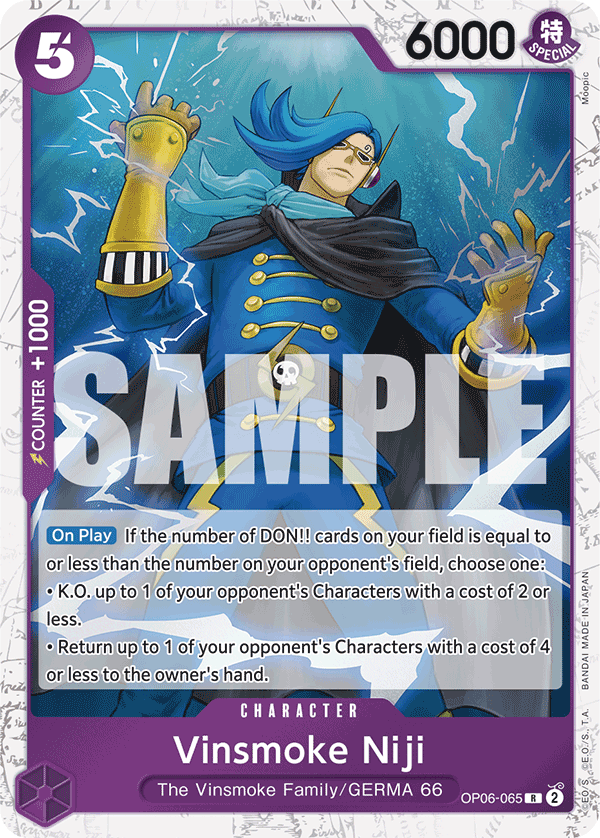 5
6000
特
SPECIAL
Moopic
COUNTER +1000
SAMPLE
On Play If the number of DON!! cards on your field is equal to
or less than the number on your opponent's field, choose one:
• K.O. up to 1 of your opponent's Characters with a cost of 2 or
less.
• Return up to 1 of your opponent's Characters with a cost of 4
or less to the owner's hand.
CHARACTER
Vinsmoke Niji
The Vinsmoke Family/GERMA 66
OP06-065 R 2
BANDAI MADE IN JAPAN